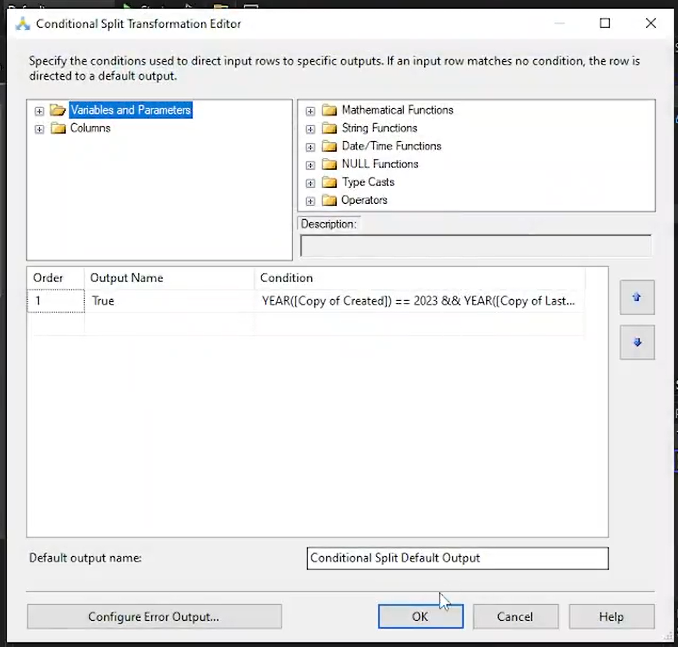 Conditional Split Transformation Editor
Specify the conditions used to direct input rows to specific outputs. If an input row matches no condition, the row is
directed to a default output.
Variables and Parameters
Columns
Mathematical Functions
String Functions
Date/Time Functions
NULL Functions
Type Casts
Operators
Description:
Order Output Name Condition
1 True YEAR([Copy of Created]) == 2023 && YEAR([Copy of Last...
Default output name: Conditional Split Default Output
Configure Error Output... OK Cancel Help